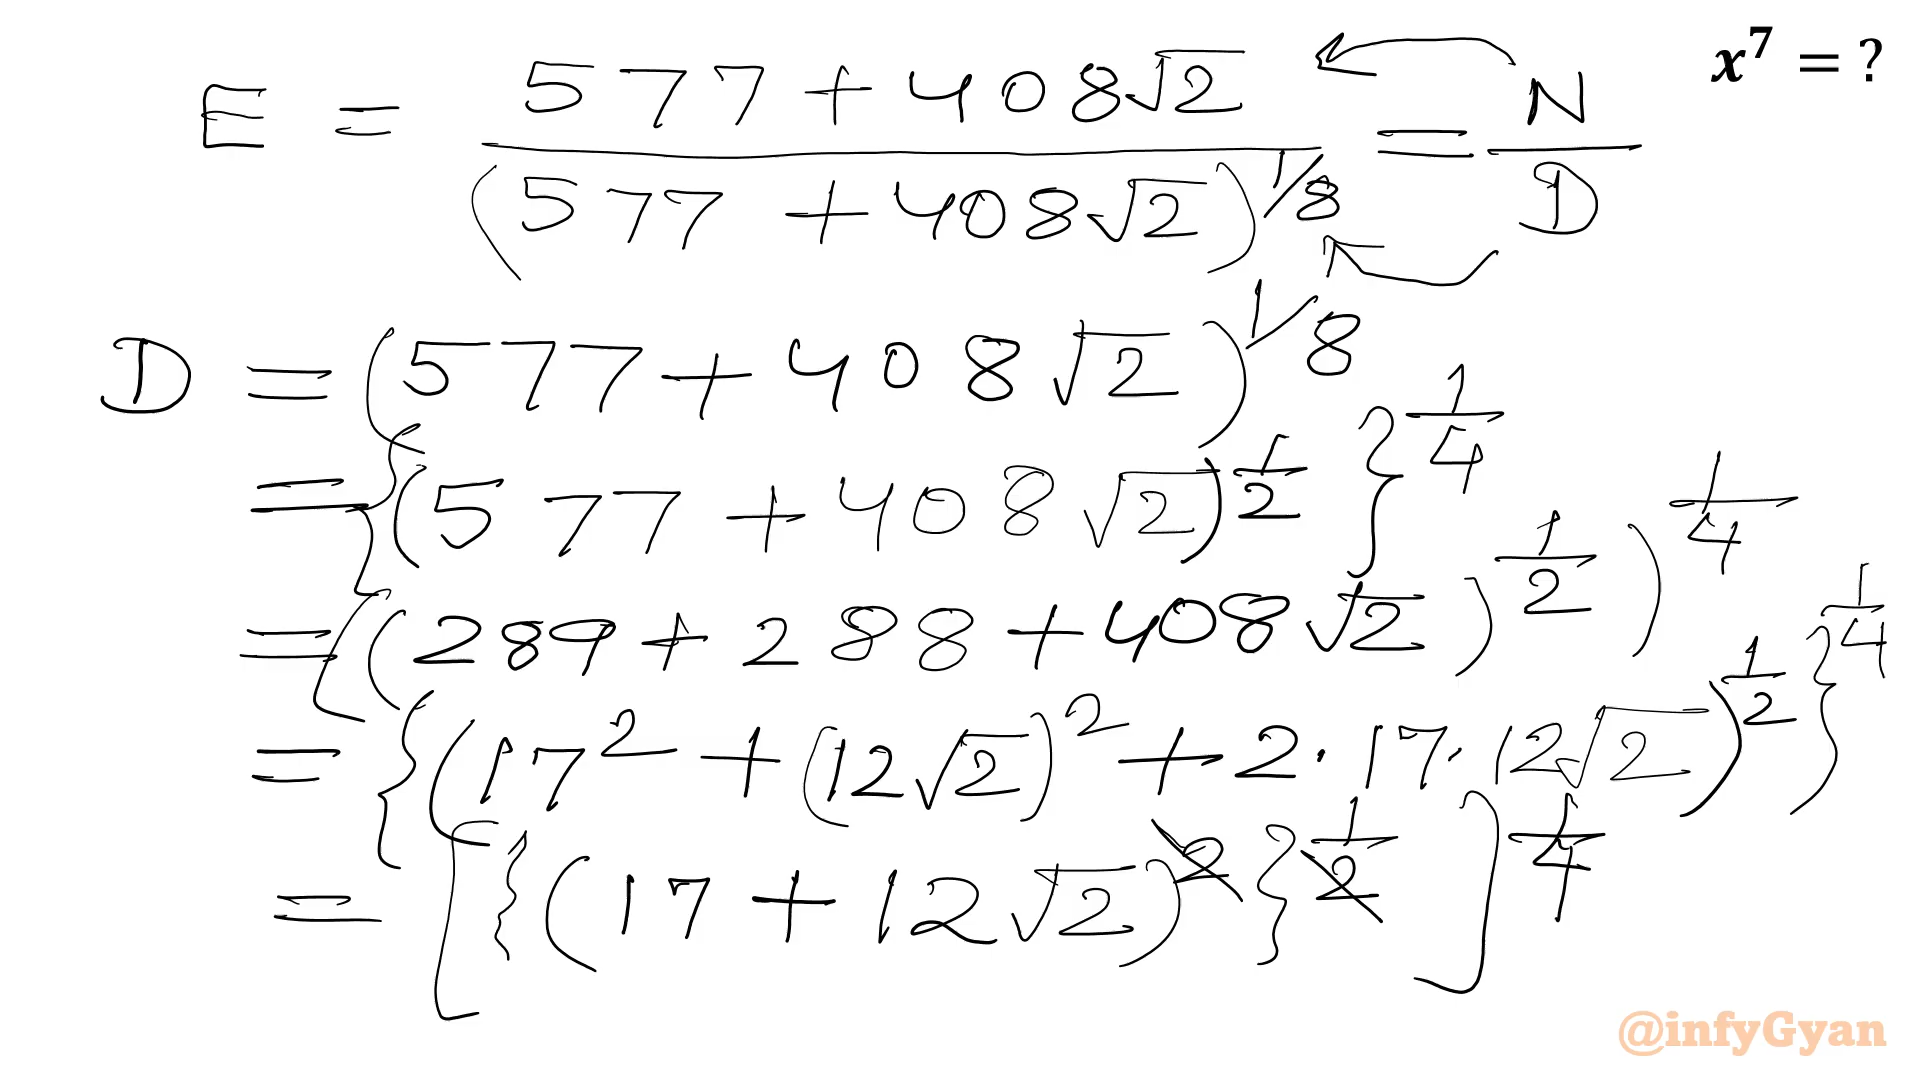 x⁷ = ?
E = (577 + 408√2) / (577 + 408√2)^(1/8) = N/D
D = (577 + 408√2)^(1/8)
= {(577 + 408√2)^(1/2)}^(1/4)
= {(289 + 288 + 408√2)^(1/2)}^(1/4)
= {(17² + (12√2)² + 2·17·12√2)^(1/2)}^(1/4)
= [{(17 + 12√2)²}^(1/2)]^(1/4)
@infyGyan